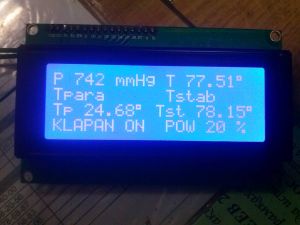 P 742 mmHg T 77.51°
Tpara Tstab
Tp 24.68° Tst 78.15°
KLAPAN ON POW 20 %